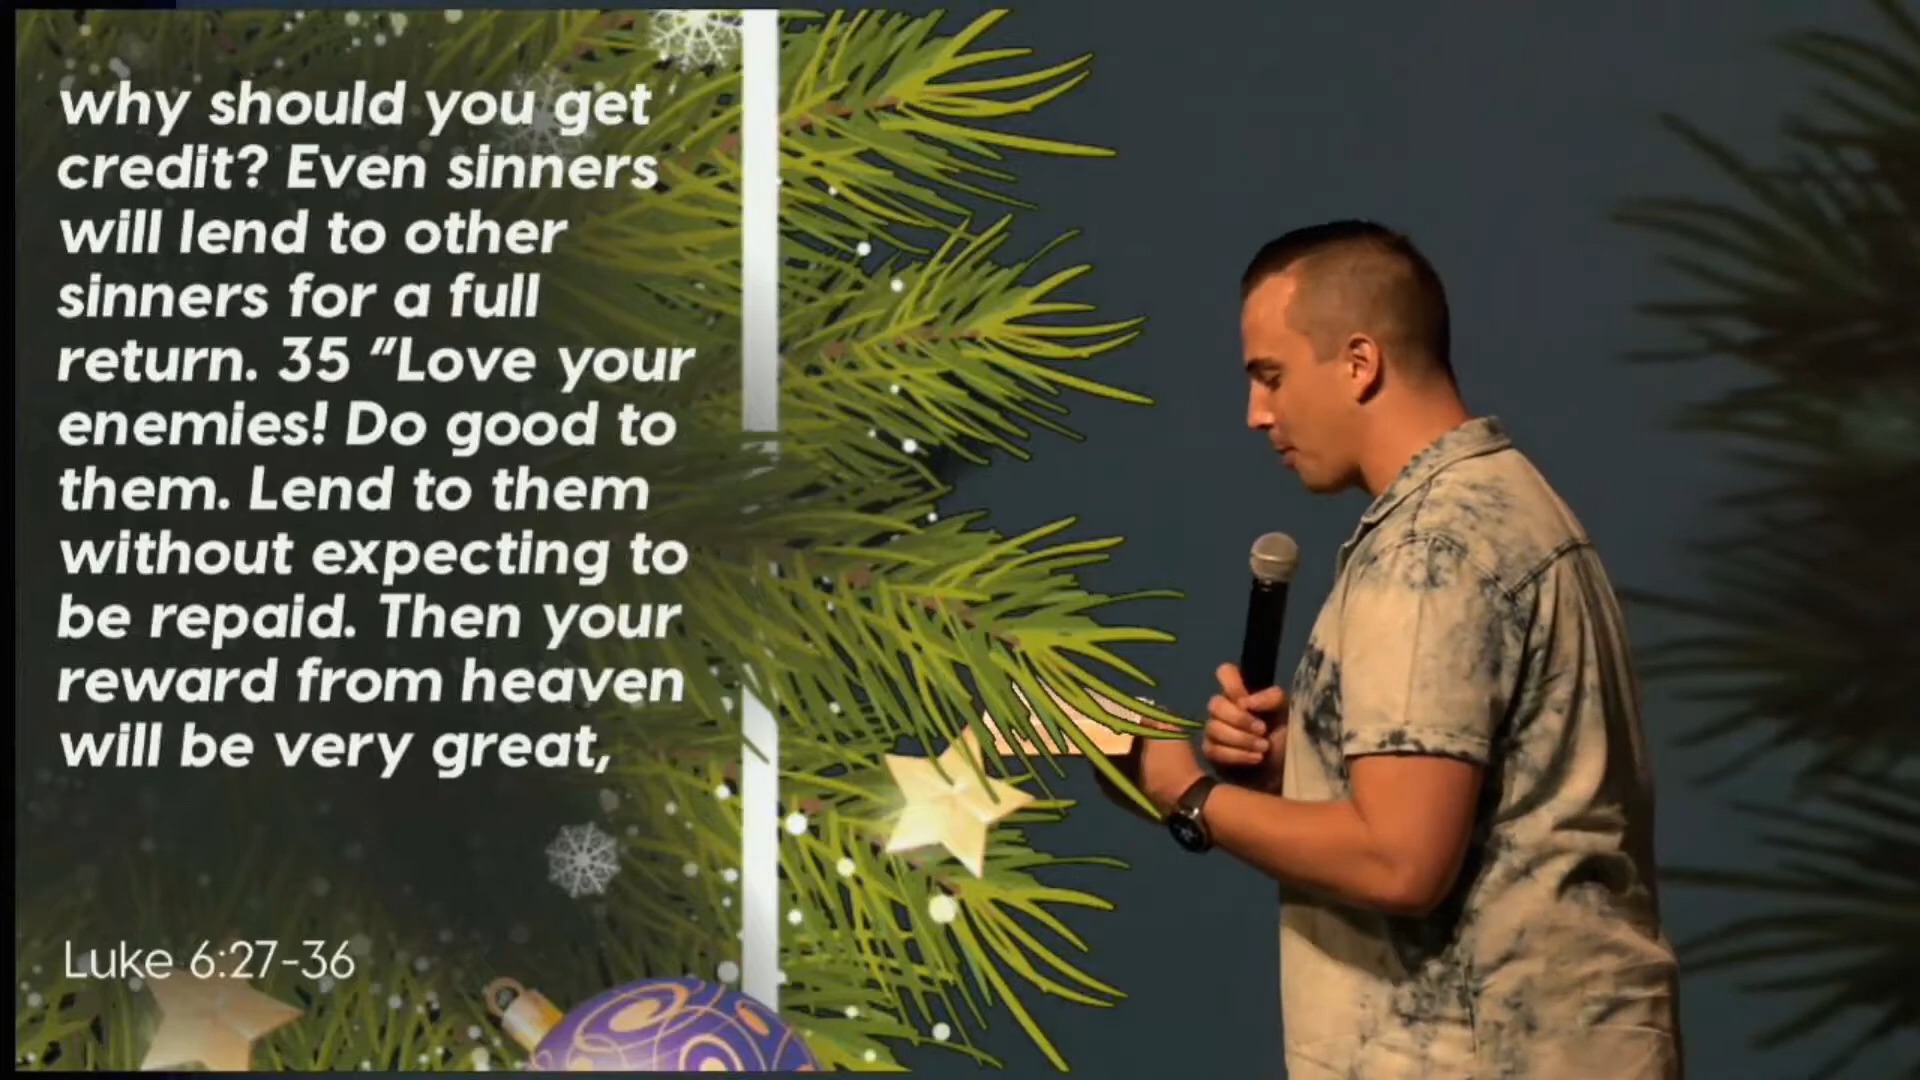 why should you get
credit? Even sinners
will lend to other
sinners for a full
return. 35 “Love your
enemies! Do good to
them. Lend to them
without expecting to
be repaid. Then your
reward from heaven
will be very great,
Luke 6:27-36